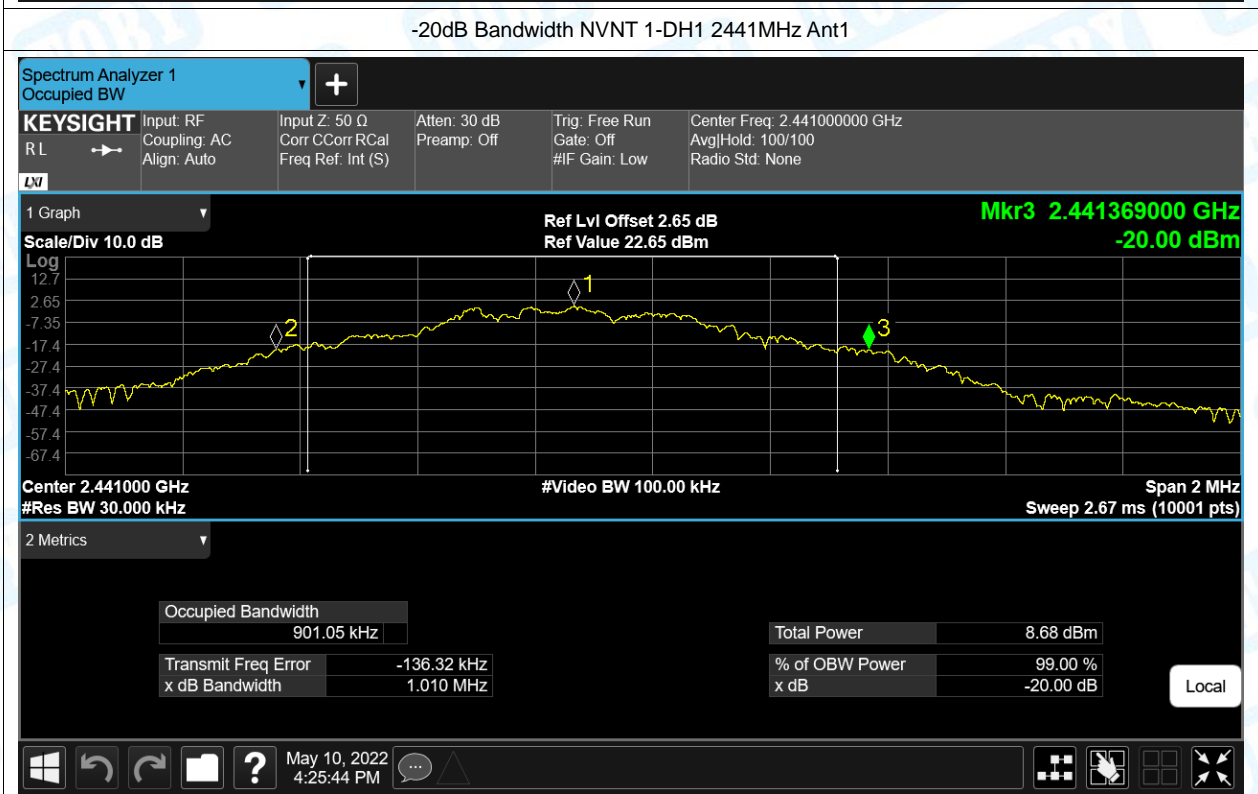 -20dB Bandwidth NVNT 1-DH1 2441MHz Ant1
Spectrum Analyzer 1
Occupied BW
KEYSIGHT
R L
LXI
Input: RF
Coupling: AC
Align: Auto
Input Z: 50 Ω
Corr CCorr RCal
Freq Ref: Int (S)
Atten: 30 dB
Preamp: Off
Trig: Free Run
Gate: Off
#IF Gain: Low
Center Freq: 2.441000000 GHz
Avg|Hold: 100/100
Radio Std: None
1 Graph
Scale/Div 10.0 dB
Ref Lvl Offset 2.65 dB
Ref Value 22.65 dBm
Mkr3 2.441369000 GHz
-20.00 dBm
Log
12.7
2.65
-7.35
-17.4
-27.4
-37.4
-47.4
-57.4
-67.4
1
2
3
Center 2.441000 GHz
#Res BW 30.000 kHz
#Video BW 100.00 kHz
Span 2 MHz
Sweep 2.67 ms (10001 pts)
2 Metrics
Occupied Bandwidth
901.05 kHz
Transmit Freq Error -136.32 kHz
x dB Bandwidth 1.010 MHz
Total Power 8.68 dBm
% of OBW Power 99.00 %
x dB -20.00 dB
Local
?
May 10, 2022
4:25:44 PM